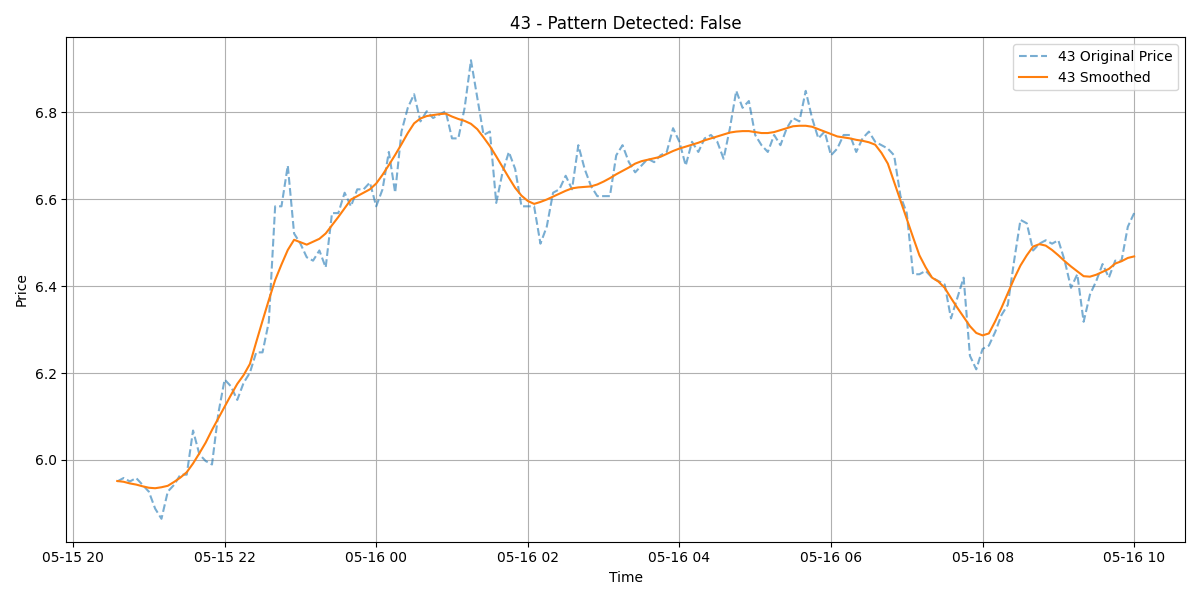 43 - Pattern Detected: False
43 Original Price
43 Smoothed
Price
6.8
6.6
6.4
6.2
6.0
05-15 20
05-15 22
05-16 00
05-16 02
05-16 04
05-16 06
05-16 08
05-16 10
Time